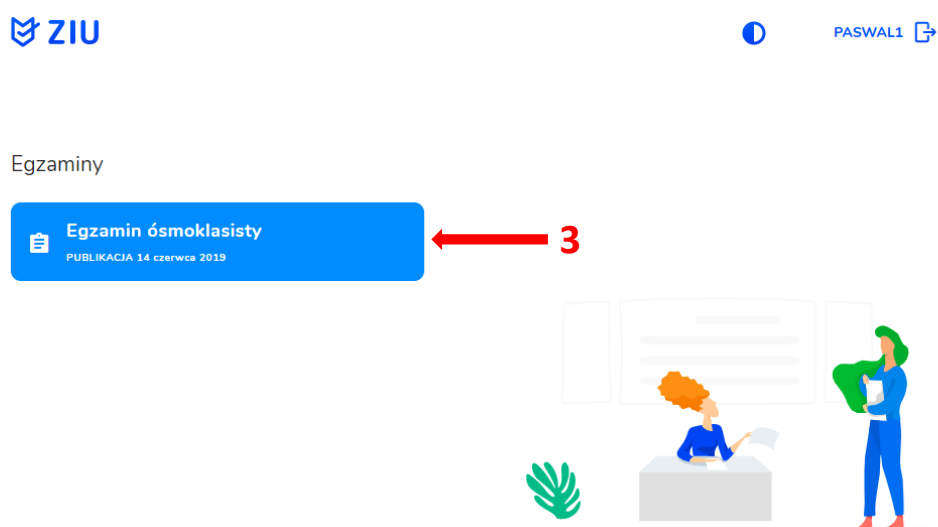 ZIU
PASWAL1
Egzaminy
Egzamin ósmoklasisty
PUBLIKACJA 14 czerwca 2019
3